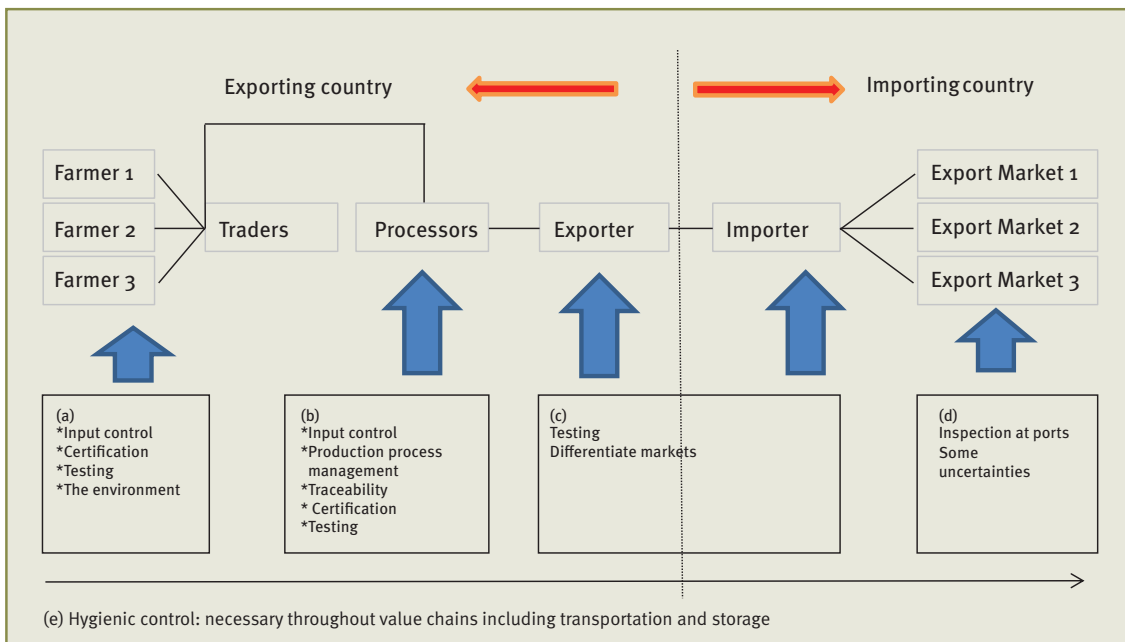 Exporting country
Importing country
Farmer 1
Farmer 2
Farmer 3
Traders
Processors
Exporter
Importer
Export Market 1
Export Market 2
Export Market 3
(a)
*Input control
*Certification
*Testing
*The environment
(b)
*Input control
*Production process
management
*Traceability
* Certification
*Testing
(c)
Testing
Differentiate markets
(d)
Inspection at ports
Some
uncertainties
(e) Hygienic control: necessary throughout value chains including transportation and storage